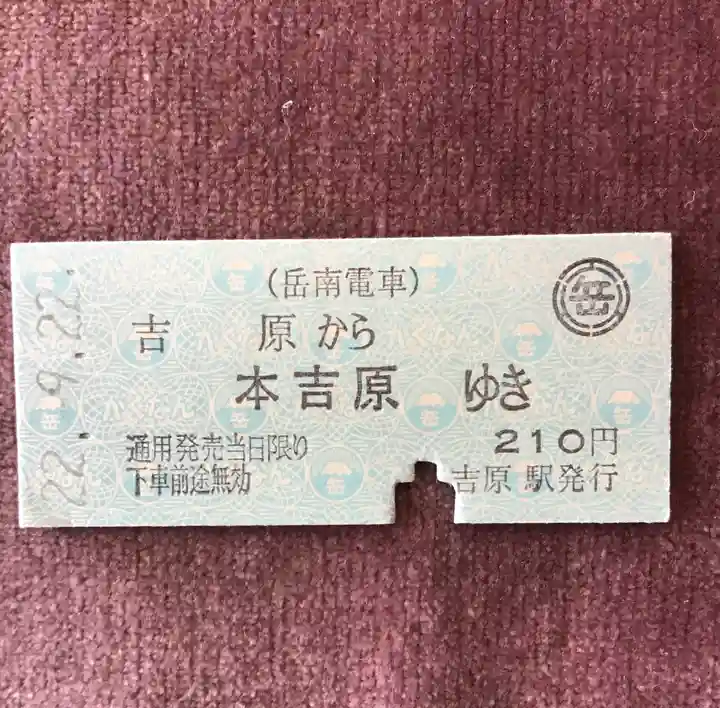 (岳南電車)
岳
吉 原から
本吉原 ゆき
通用発売当日限り
下車前途無効
210円
吉原駅発行
22.-9.22.